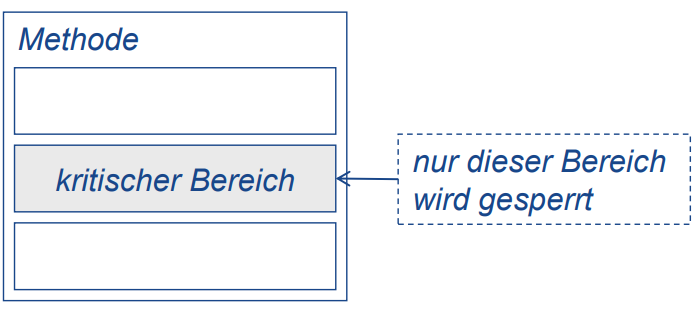 Methode
kritischer Bereich
nur dieser Bereich
wird gesperrt